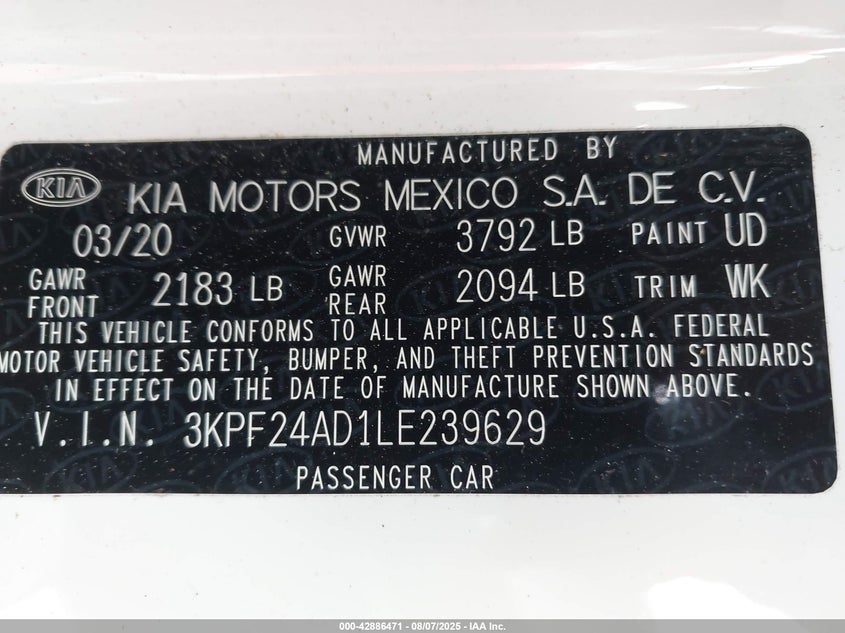 MANUFACTURED BY
KIA KIA MOTORS MEXICO S.A. DE C.V.
03/20 GVWR 3792 LB PAINT UD
GAWR FRONT 2183 LB GAWR REAR 2094 LB TRIM WK
THIS VEHICLE CONFORMS TO ALL APPLICABLE U.S.A. FEDERAL
MOTOR VEHICLE SAFETY, BUMPER, AND THEFT PREVENTION STANDARDS
IN EFFECT ON THE DATE OF MANUFACTURE SHOWN ABOVE.
V.I.N. 3KPF24AD1LE239629
PASSENGER CAR
000-42886471 - 08/07/2025 - IAA Inc.